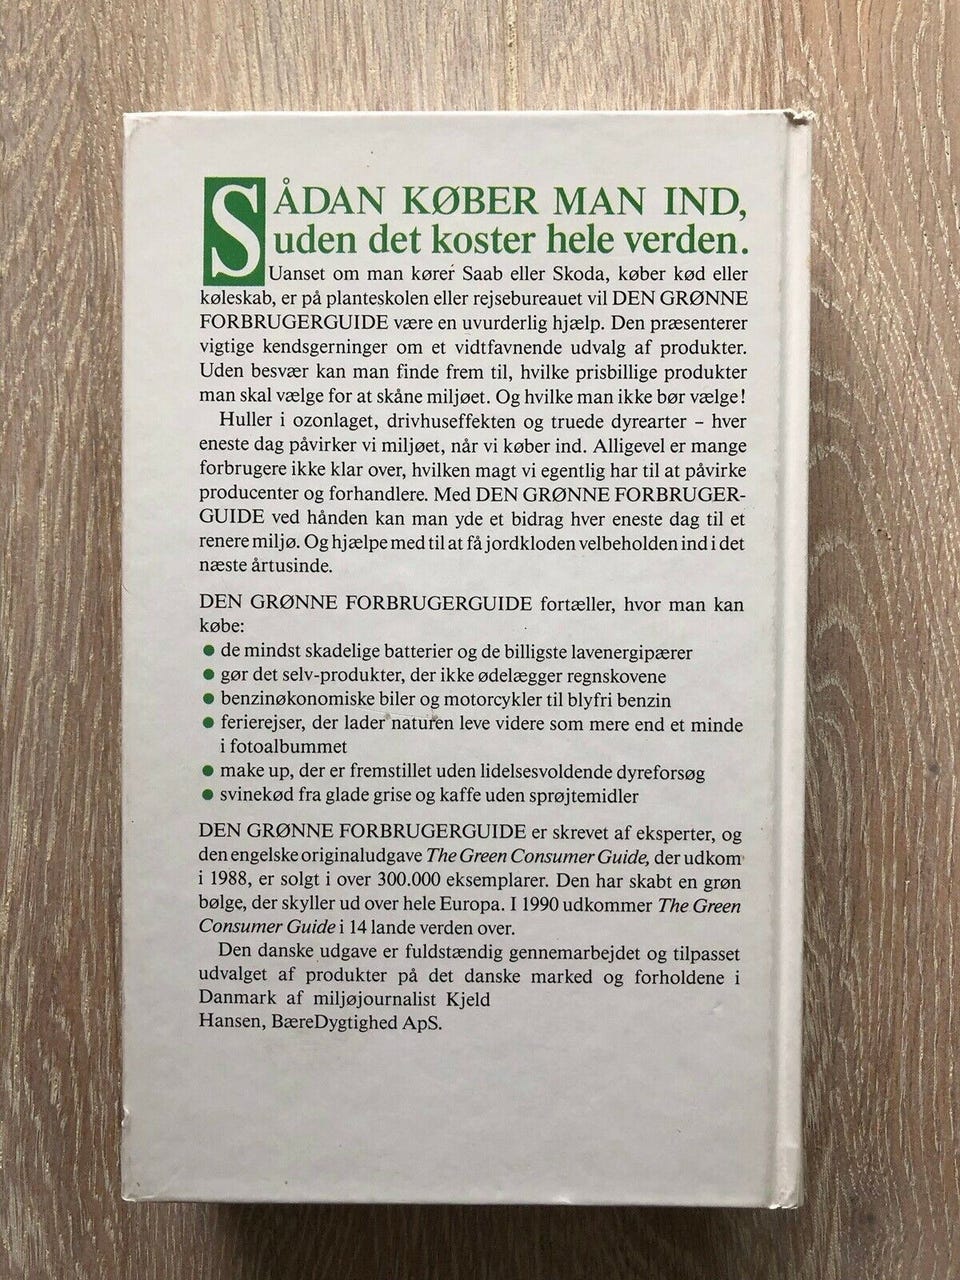 SÅDAN KØBER MAN IND,
uden det koster hele verden.
Uanset om man kører Saab eller Skoda, køber kød eller
køleskab, er på planteskolen eller rejsebureauet vil DEN GRØNNE
FORBRUGERGUIDE være en uvurderlig hjælp. Den præsenterer
vigtige kendsgerninger om et vidtfavnende udvalg af produkter.
Uden besvær kan man finde frem til, hvilke prisbillige produkter
man skal vælge for at skåne miljøet. Og hvilke man ikke bør vælge!
Huller i ozonlaget, drivhuseffekten og truede dyrearter – hver
eneste dag påvirker vi miljøet, når vi køber ind. Alligevel er mange
forbrugere ikke klar over, hvilken magt vi egentlig har til at påvirke
producenter og forhandlere. Med DEN GRØNNE FORBRUGER-
GUIDE ved hånden kan man yde et bidrag hver eneste dag til et
renere miljø. Og hjælpe med til at få jordkloden velbeholden ind i det
næste årtusinde.
DEN GRØNNE FORBRUGERGUIDE fortæller, hvor man kan
købe:
● de mindst skadelige batterier og de billigste lavenergipærer
● gør det selv-produkter, der ikke ødelægger regnskovene
● benzinøkonomiske biler og motorcykler til blyfri benzin
● ferierejser, der lader naturen leve videre som mere end et minde
i fotoalbummet
● make up, der er fremstillet uden lidelsesvoldende dyreforsøg
● svinekød fra glade grise og kaffe uden sprøjtemidler
DEN GRØNNE FORBRUGERGUIDE er skrevet af eksperter, og
den engelske originaludgave The Green Consumer Guide, der udkom
i 1988, er solgt i over 300.000 eksemplarer. Den har skabt en grøn
bølge, der skyller ud over hele Europa. I 1990 udkommer The Green
Consumer Guide i 14 lande verden over.
Den danske udgave er fuldstændig gennemarbejdet og tilpasset
udvalget af produkter på det danske marked og forholdene i
Danmark af miljøjournalist Kjeld
Hansen, BæreDygtighed ApS.